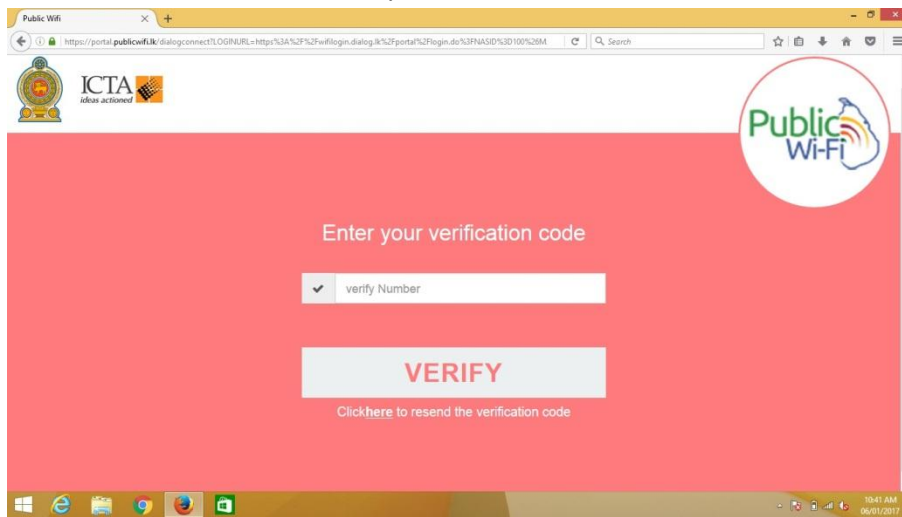 Public Wifi
https://portal.publicwifi.lk/dialogconnect?LOGINURL=https%3A%2F%2Fwifilogin.dialog.lk%2Fportal%2Flogin.do%3FNASID%3D100%26M
Search
ICTA
ideas actioned
Public
Wi-Fi
Enter your verification code
verify Number
VERIFY
Clickhere to resend the verification code
10:41 AM
06/01/2017